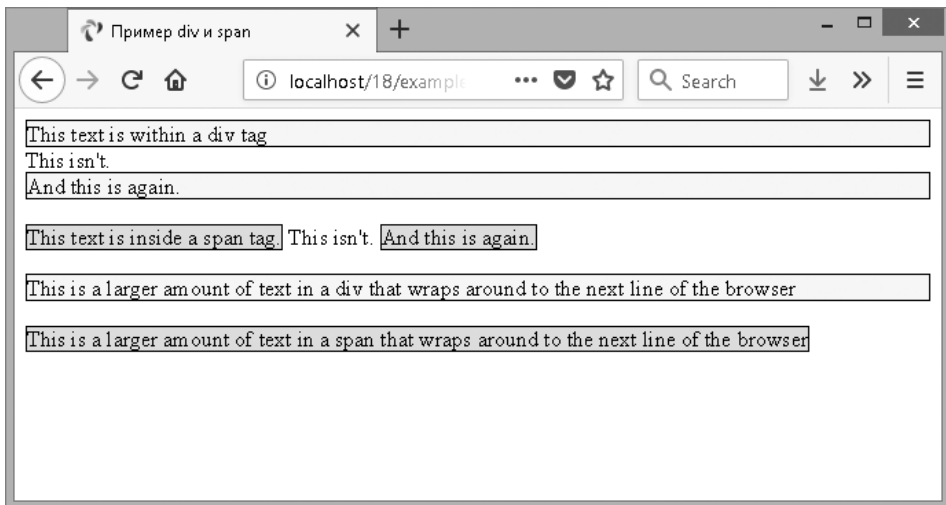 Пример div и span
localhost/18/example
Search
This text is within a div tag
This isn't.
And this is again.
This text is inside a span tag. This isn't. And this is again.
This is a larger amount of text in a div that wraps around to the next line of the browser
This is a larger amount of text in a span that wraps around to the next line of the browser